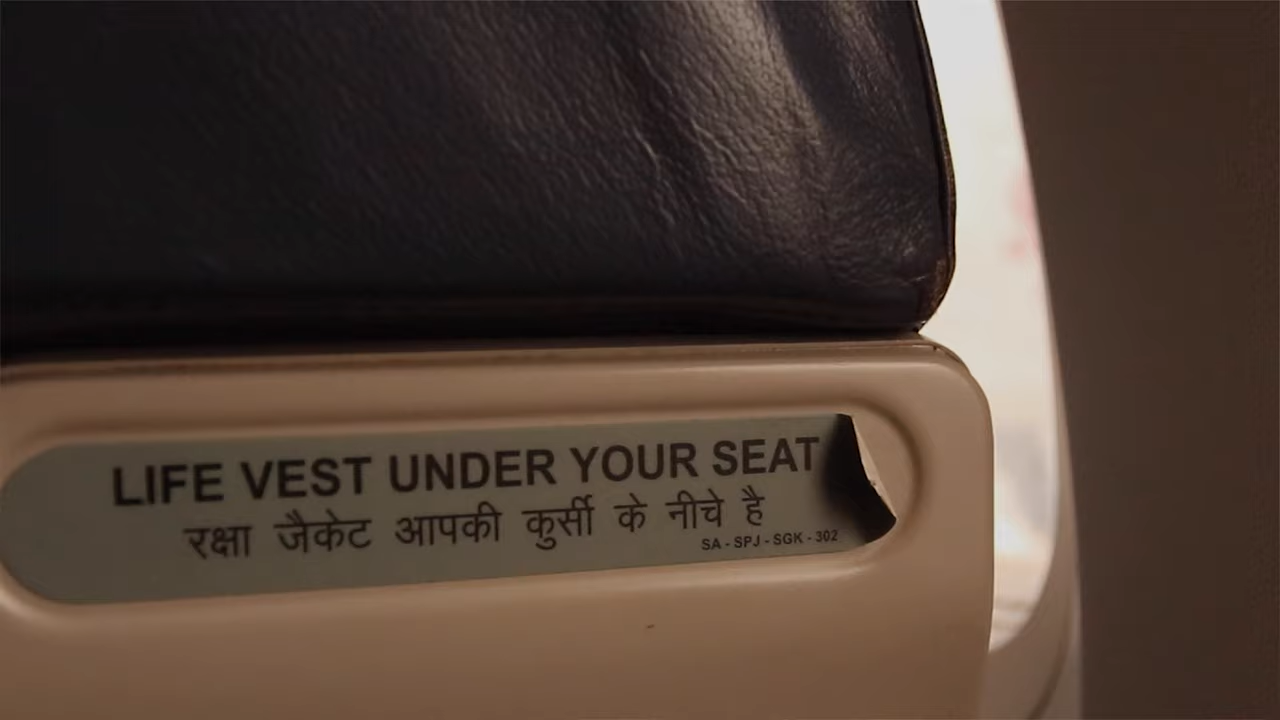 LIFE VEST UNDER YOUR SEAT
रक्षा जैकेट आपकी कुर्सी के नीचे है
SA - SPJ - SGK - 302